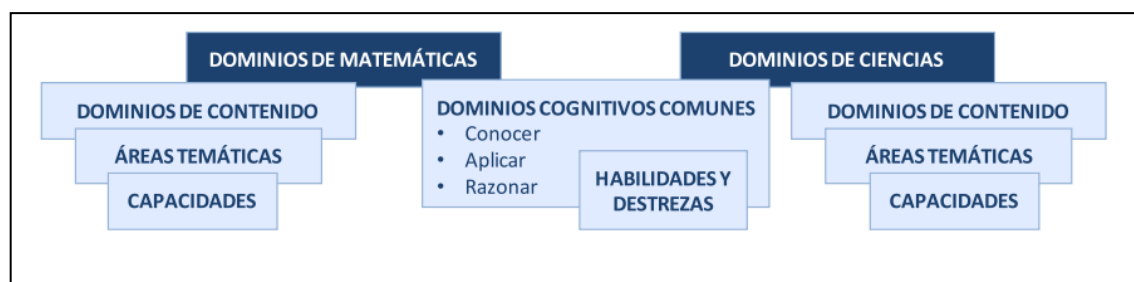 DOMINIOS DE MATEMÁTICAS
DOMINIOS DE CIENCIAS
DOMINIOS DE CONTENIDO
ÁREAS TEMÁTICAS
CAPACIDADES
DOMINIOS COGNITIVOS COMUNES
• Conocer
• Aplicar
• Razonar
HABILIDADES Y
DESTREZAS
DOMINIOS DE CONTENIDO
ÁREAS TEMÁTICAS
CAPACIDADES